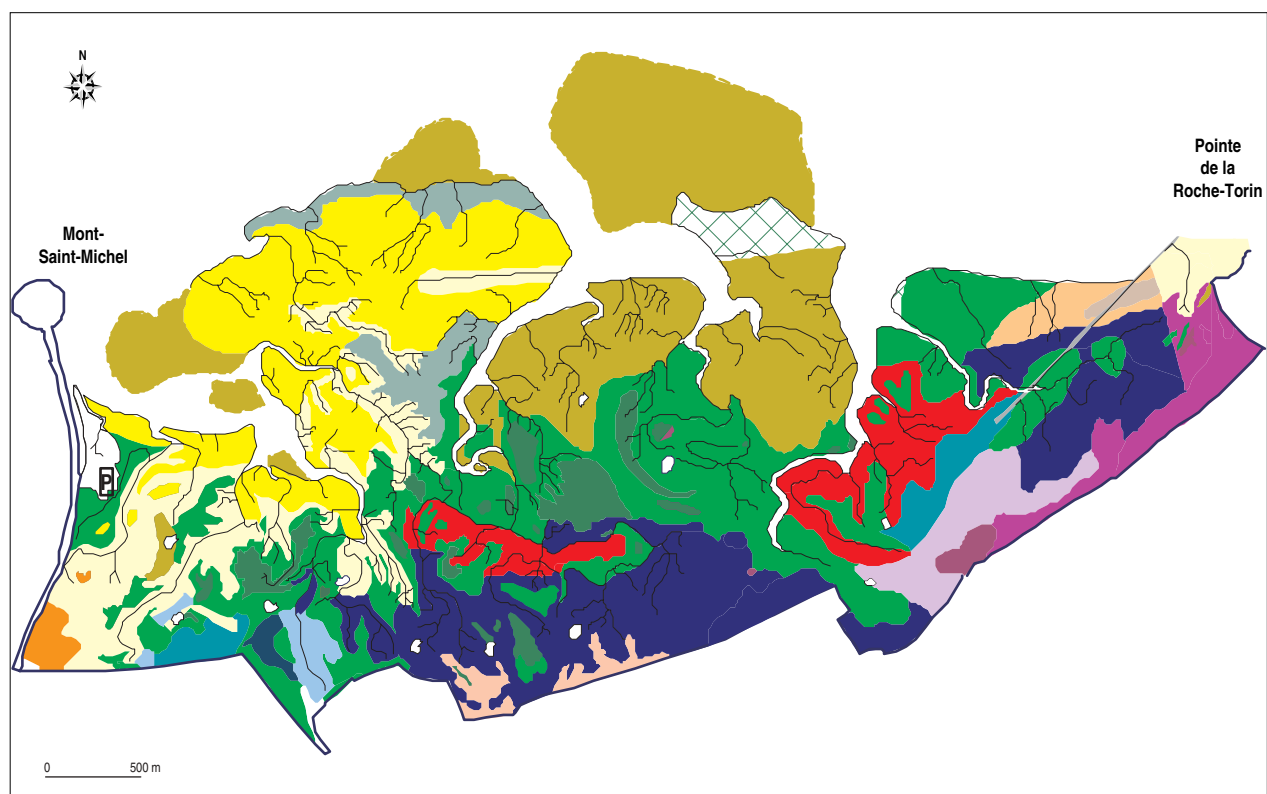 N
Pointe
de la
Roche-Torin
Mont-
Saint-Michel
P
0 500 m